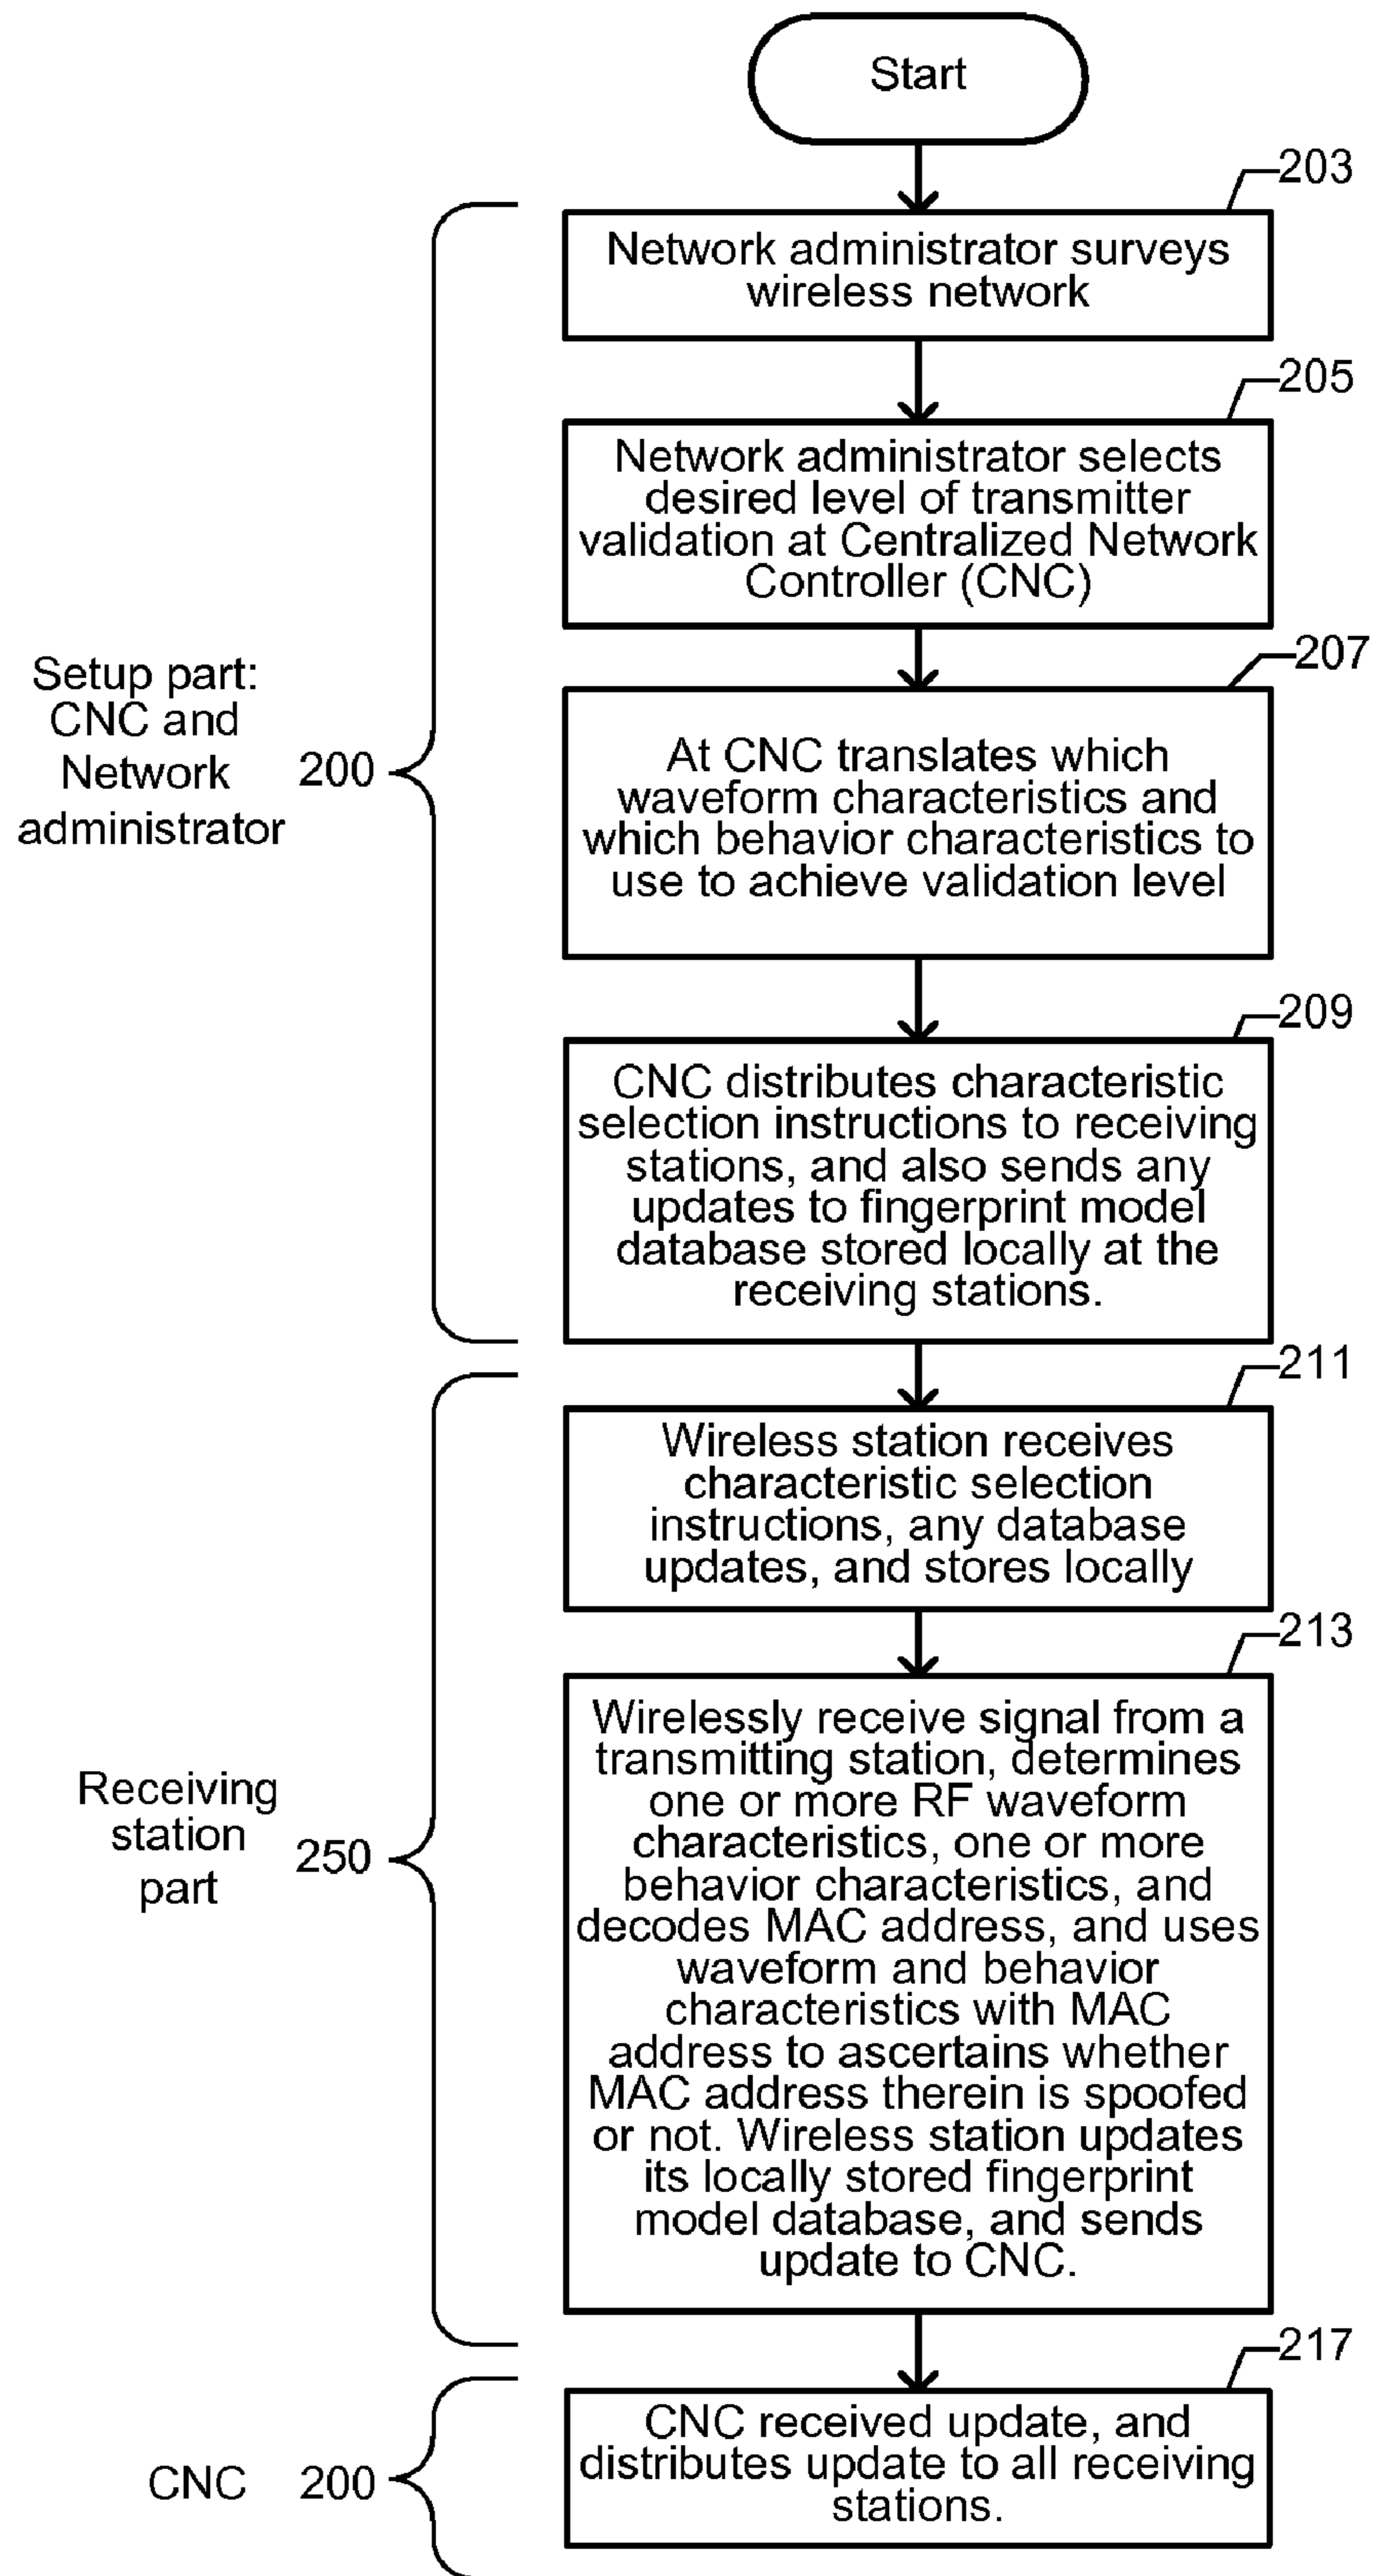 Start
203
Network administrator surveys
wireless network
205
Network administrator selects
desired level of transmitter
validation at Centralized Network
Controller (CNC)
207
At CNC translates which
waveform characteristics and
which behavior characteristics to
use to achieve validation level
Setup part:
CNC and
Network
administrator
200
209
CNC distributes characteristic
selection instructions to receiving
stations, and also sends any
updates to fingerprint model
database stored locally at the
receiving stations.
211
Wireless station receives
characteristic selection
instructions, any database
updates, and stores locally
213
Wirelessly receive signal from a
transmitting station, determines
one or more RF waveform
characteristics, one or more
behavior characteristics, and
decodes MAC address, and uses
waveform and behavior
characteristics with MAC
address to ascertains whether
MAC address therein is spoofed
or not. Wireless station updates
its locally stored fingerprint
model database, and sends
update to CNC.
Receiving
station
part
250
217
CNC received update, and
distributes update to all receiving
stations.
CNC 200